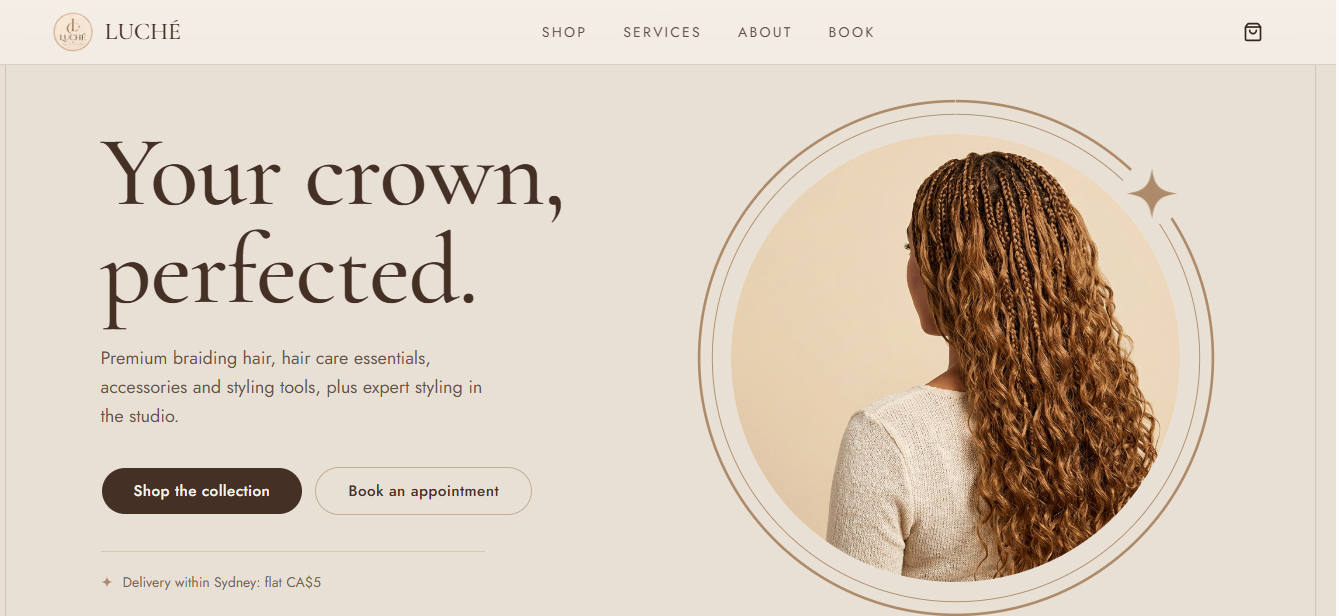 LUCHÉ
LUCHÉ
SHOP SERVICES ABOUT BOOK
Your crown,
perfected.
Premium braiding hair, hair care essentials,
accessories and styling tools, plus expert styling in
the studio.
Shop the collection
Book an appointment
Delivery within Sydney: flat CA$5